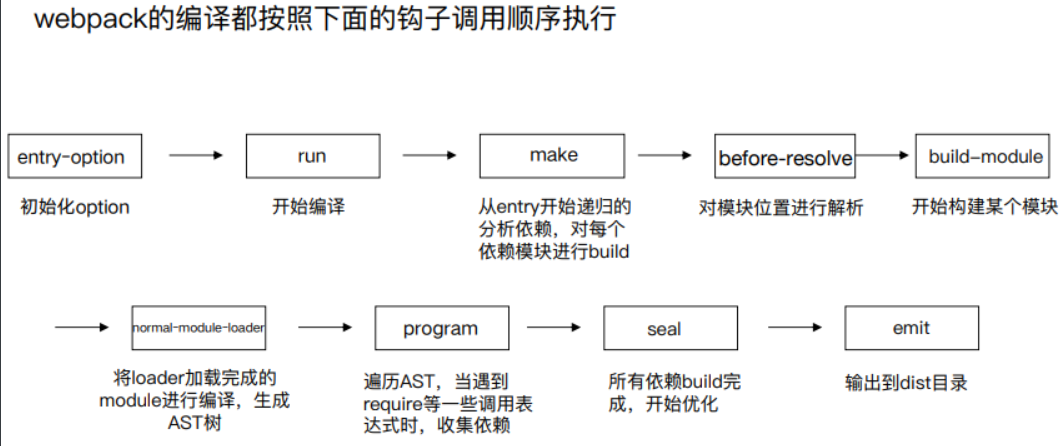 webpack的编译都按照下面的钩子调用顺序执行
entry-option
run
make
before-resolve
build-module
初始化option
开始编译
从entry开始递归的
分析依赖，对每个
依赖模块进行build
对模块位置进行解析
开始构建某个模块
normal-module-loader
program
seal
emit
将loader加载完成的
module进行编译，生成
AST树
遍历AST，当遇到
require等一些调用表
达式时，收集依赖
所有依赖build完
成，开始优化
输出到dist目录